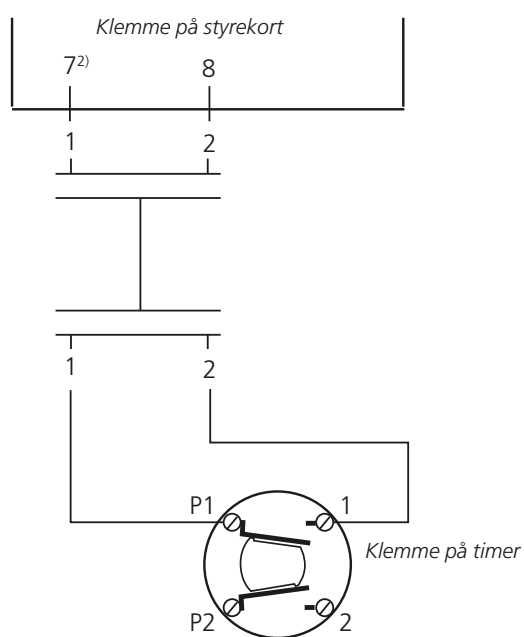 Klemme på styrekort
7²⁾ 8
1 2
1 2
P1 1
Klemme på timer
P2 2